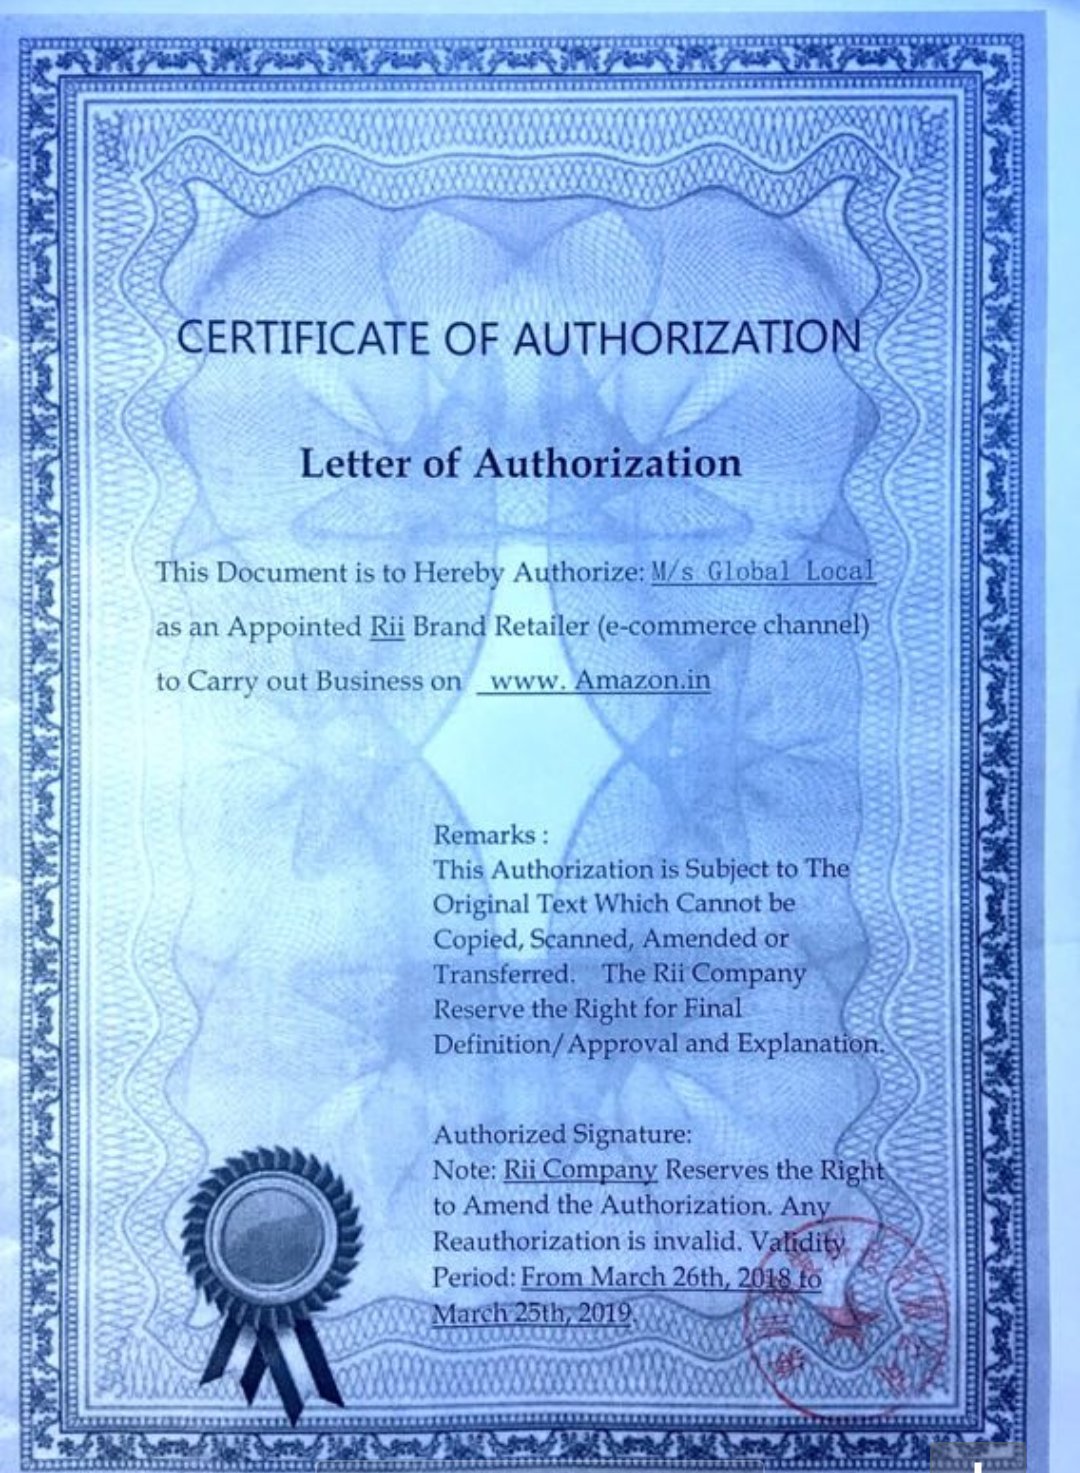 CERTIFICATE OF AUTHORIZATION
Letter of Authorization
This Document is to Hereby Authorize: M/s Global Local
as an Appointed Rii Brand Retailer (e-commerce channel)
to Carry out Business on www. Amazon.in
Remarks :
This Authorization is Subject to The
Original Text Which Cannot be
Copied, Scanned, Amended or
Transferred. The Rii Company
Reserve the Right for Final
Definition/Approval and Explanation.
Authorized Signature:
Note: Rii Company Reserves the Right
to Amend the Authorization. Any
Reauthorization is invalid. Validity
Period: From March 26th, 2018 to
March 25th, 2019.